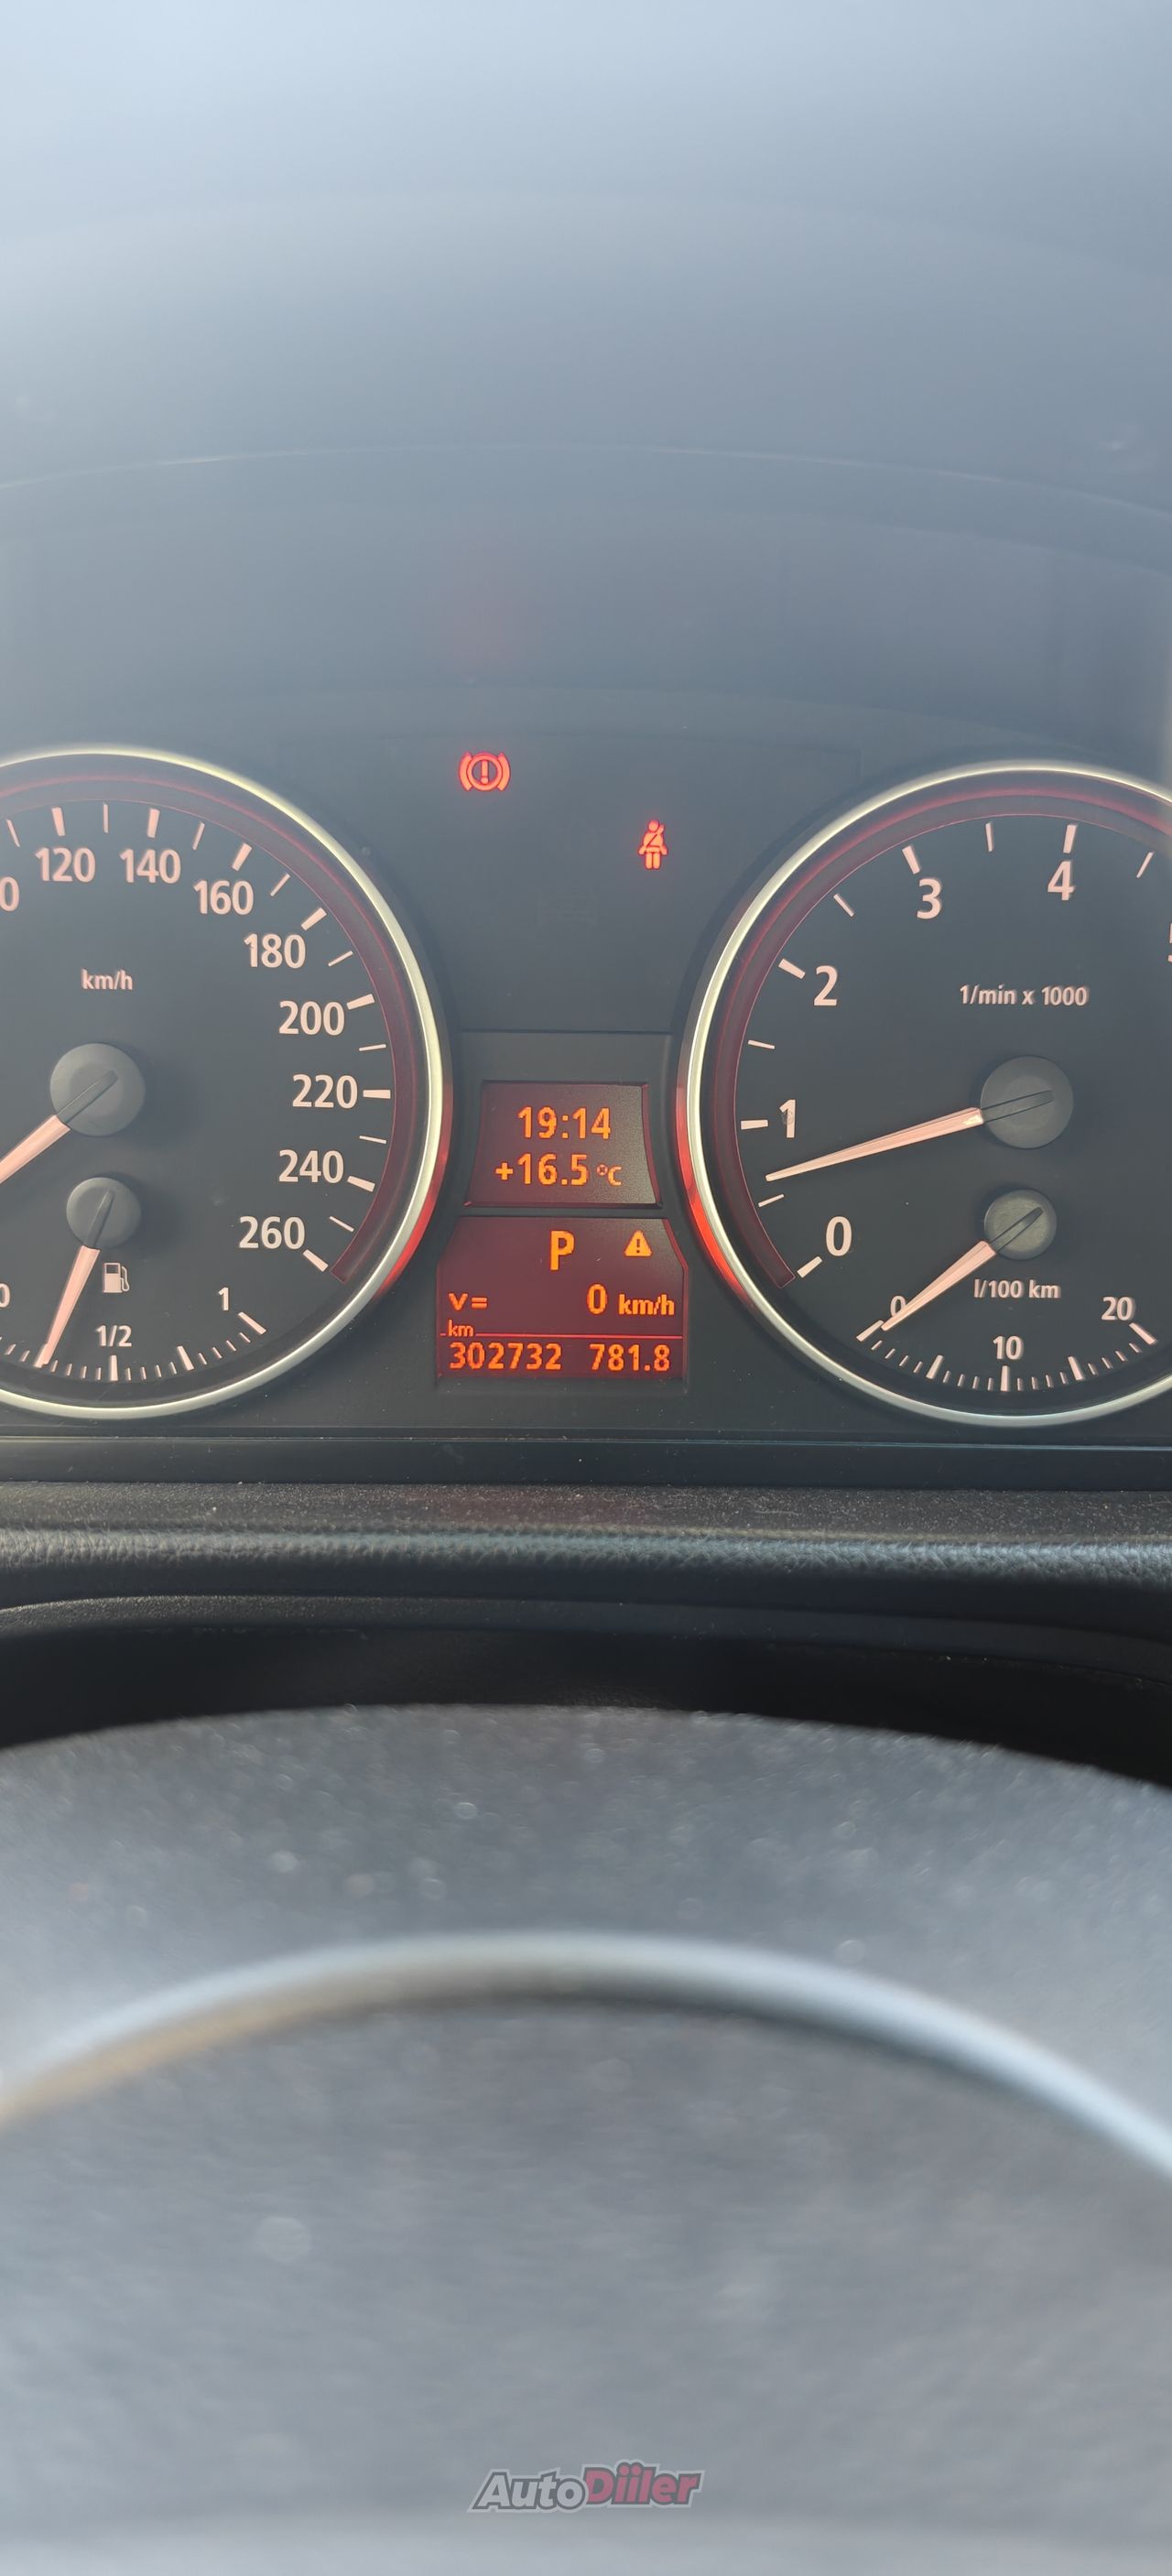 120 140 160 180 200 220 240 260
km/h
0 1/2 1
19:14
+16.5 °C
P
v= 0 km/h
km
302732 781.8
0 1 2 3 4
1/min x 1000
l/100 km
0 10 20
AutoDiiler